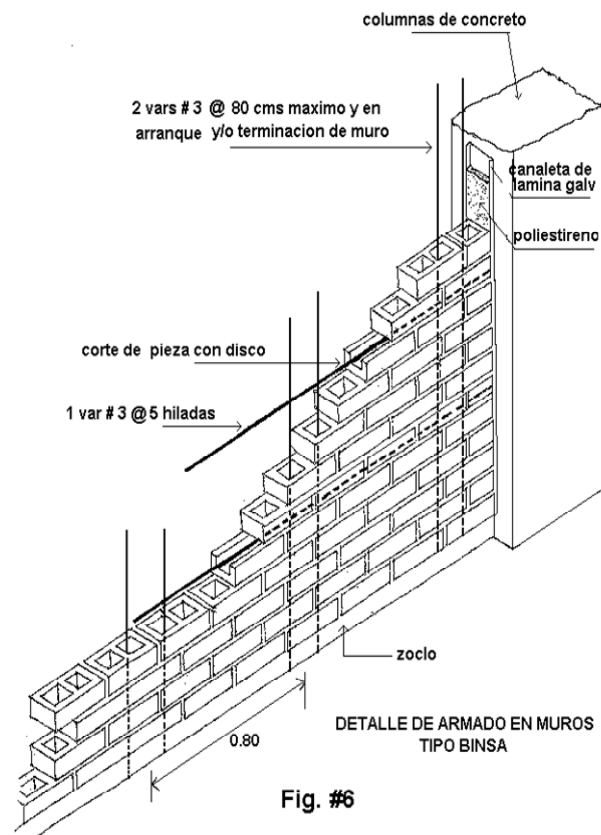 columnas de concreto
2 vars # 3 @ 80 cms maximo y en
arranque y/o terminacion de muro
canaleta de
lamina galv
poliestireno
corte de pieza con disco
1 var # 3 @ 5 hiladas
zoclo
0.80
DETALLE DE ARMADO EN MUROS
TIPO BINSA
Fig. #6